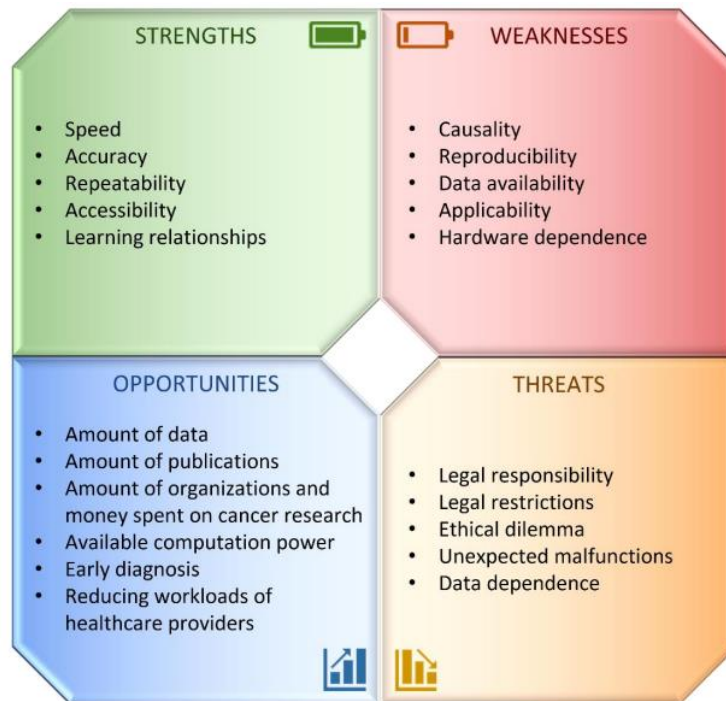 STRENGTHS
• Speed
• Accuracy
• Repeatability
• Accessibility
• Learning relationships
WEAKNESSES
• Causality
• Reproducibility
• Data availability
• Applicability
• Hardware dependence
OPPORTUNITIES
• Amount of data
• Amount of publications
• Amount of organizations and
money spent on cancer research
• Available computation power
• Early diagnosis
• Reducing workloads of
healthcare providers
THREATS
• Legal responsibility
• Legal restrictions
• Ethical dilemma
• Unexpected malfunctions
• Data dependence